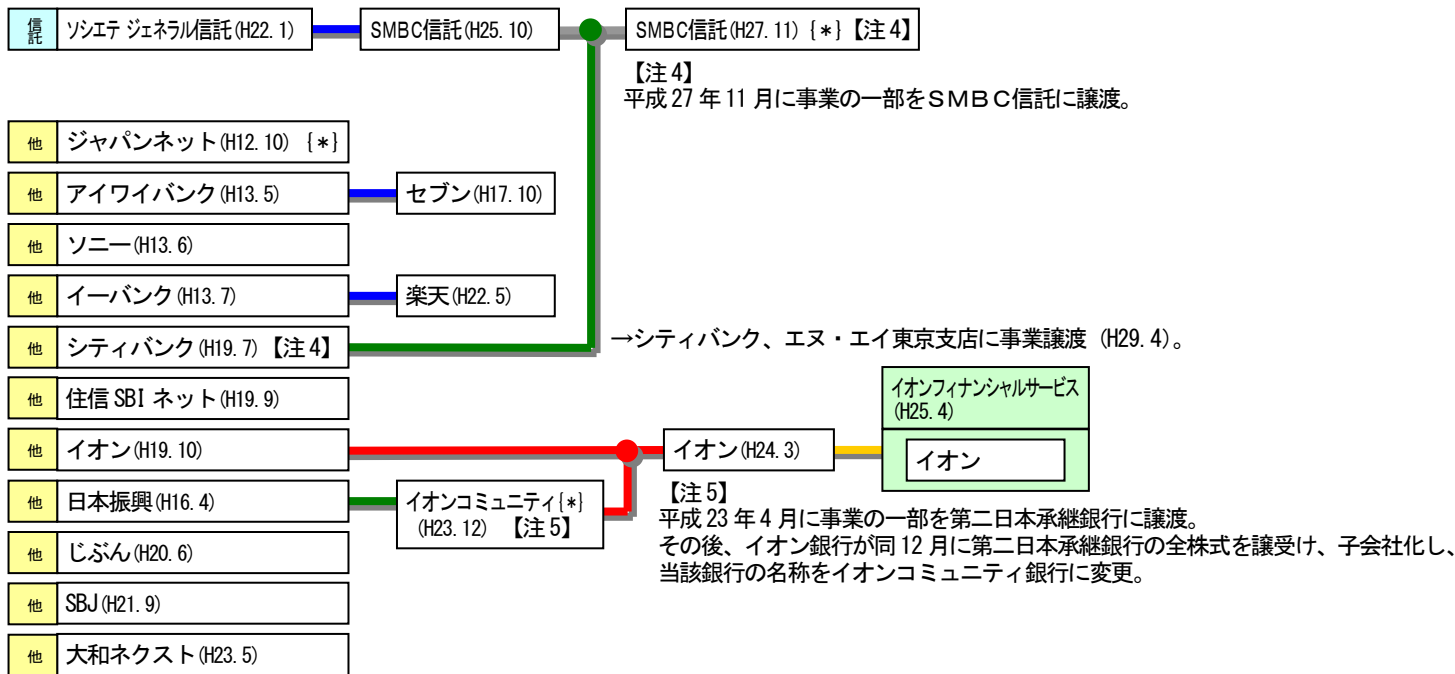 信託 ソシエテ ジェネラル信託(H22.1) SMBC信託(H25.10) SMBC信託(H27.11) {*}【注4】
【注4】
平成27年11月に事業の一部をSMBC信託に譲渡。
他 ジャパンネット(H12.10) {*}
他 アイワイバンク(H13.5) セブン(H17.10)
他 ソニー(H13.6)
他 イーバンク(H13.7) 楽天(H22.5)
他 シティバンク(H19.7)【注4】 →シティバンク、エヌ・エイ東京支店に事業譲渡 (H29.4)。
他 住信SBI ネット(H19.9)
イオンフィナンシャルサービス
(H25.4)
他 イオン(H19.10) イオン(H24.3) イオン
他 日本振興(H16.4) イオンコミュニティ{*}
(H23.12) 【注5】
【注5】
平成23年4月に事業の一部を第二日本承継銀行に譲渡。
その後、イオン銀行が同12月に第二日本承継銀行の全株式を譲受け、子会社化し、
当該銀行の名称をイオンコミュニティ銀行に変更。
他 じぶん(H20.6)
他 SBJ(H21.9)
他 大和ネクスト(H23.5)